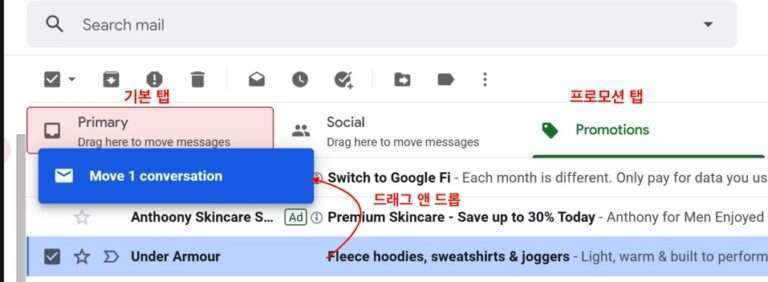 Search mail
기본 탭
프로모션 탭
Primary
Drag here to move messages
Social
Drag here to move messages
Promotions
Move 1 conversation
Switch to Google Fi - Each month is different. Only pay for data you us
드래그 앤 드롭
Anthoony Skincare S... Ad Premium Skincare - Save up to 30% Today - Anthony for Men Enjoyed
Under Armour Fleece hoodies, sweatshirts & joggers - Light, warm & built to perform